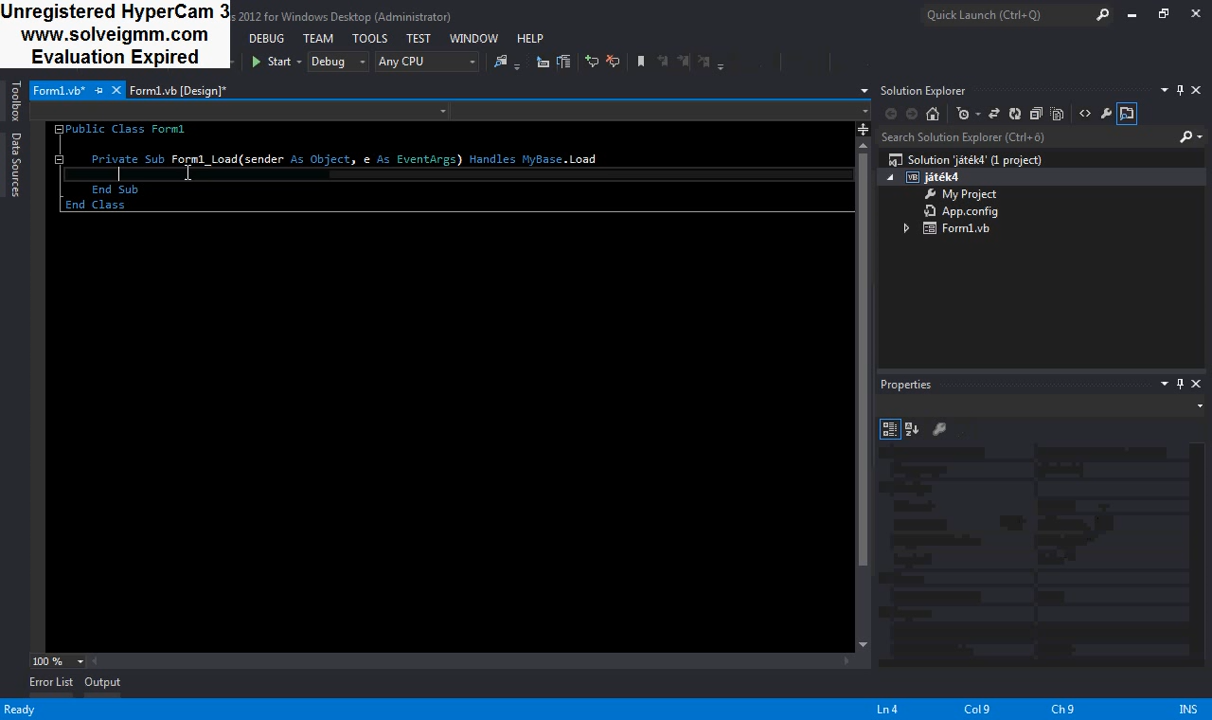 Unregistered HyperCam 3
www.solveigmm.com
Evaluation Expired
2012 for Windows Desktop (Administrator)
Quick Launch (Ctrl+Q)
DEBUG TEAM TOOLS TEST WINDOW HELP
Start Debug Any CPU
Form1.vb* Form1.vb [Design]*
Toolbox
Data Sources
Public Class Form1
Private Sub Form1_Load(sender As Object, e As EventArgs) Handles MyBase.Load
End Sub
End Class
Solution Explorer
Search Solution Explorer (Ctrl+ő)
Solution 'játék4' (1 project)
játék4
My Project
App.config
Form1.vb
Properties
100 %
Error List Output
Ready Ln 4 Col 9 Ch 9 INS